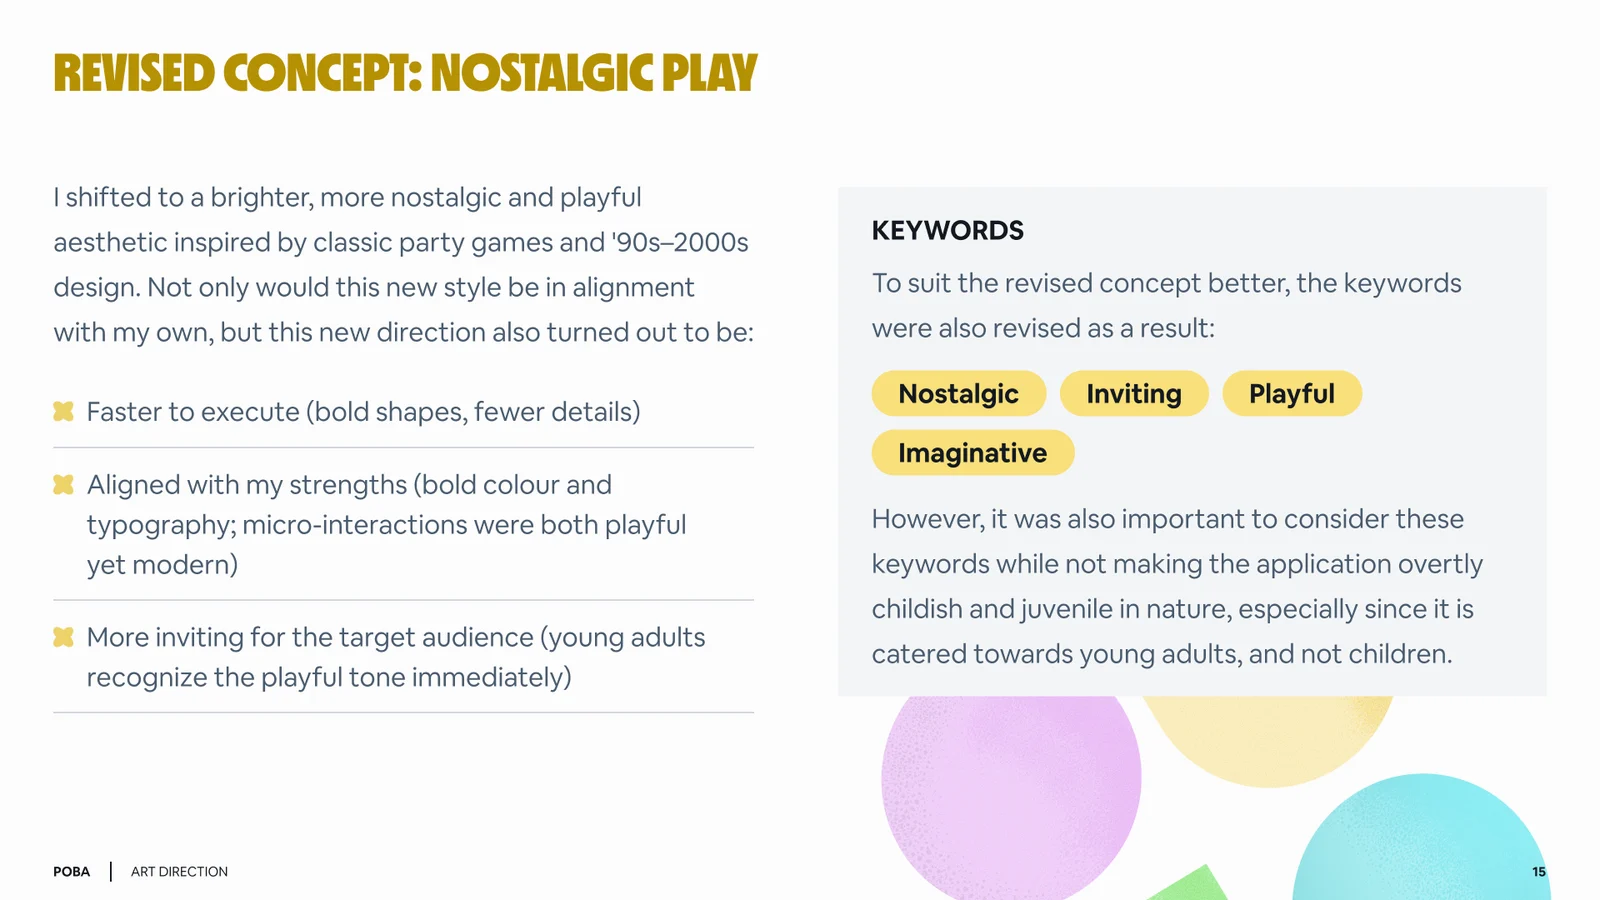 REVISED CONCEPT: NOSTALGIC PLAY
I shifted to a brighter, more nostalgic and playful
aesthetic inspired by classic party games and '90s–2000s
design. Not only would this new style be in alignment
with my own, but this new direction also turned out to be:
Faster to execute (bold shapes, fewer details)
Aligned with my strengths (bold colour and
typography; micro-interactions were both playful
yet modern)
More inviting for the target audience (young adults
recognize the playful tone immediately)
KEYWORDS
To suit the revised concept better, the keywords
were also revised as a result:
Nostalgic Inviting Playful
Imaginative
However, it was also important to consider these
keywords while not making the application overtly
childish and juvenile in nature, especially since it is
catered towards young adults, and not children.
POBA | ART DIRECTION
15